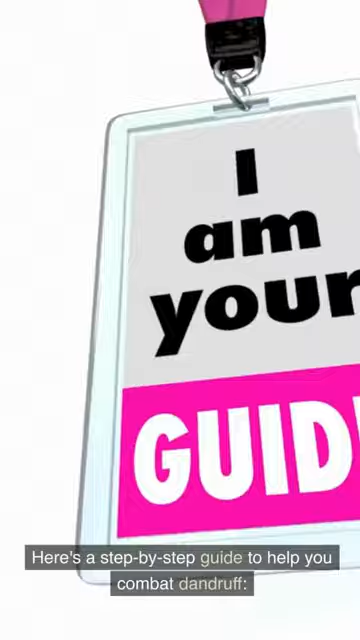 I
am
your
GUID
Here's a step-by-step guide to help you
combat dandruff: